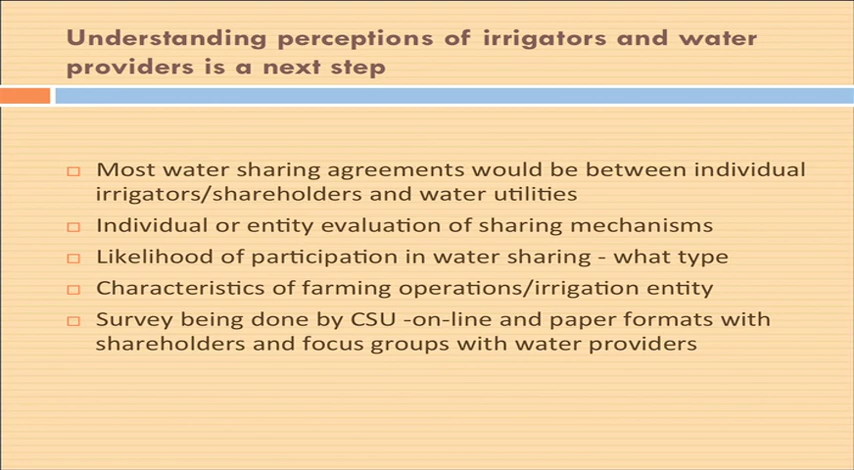 Understanding perceptions of irrigators and water
providers is a next step
Most water sharing agreements would be between individual
irrigators/shareholders and water utilities
Individual or entity evaluation of sharing mechanisms
Likelihood of participation in water sharing - what type
Characteristics of farming operations/irrigation entity
Survey being done by CSU -on-line and paper formats with
shareholders and focus groups with water providers